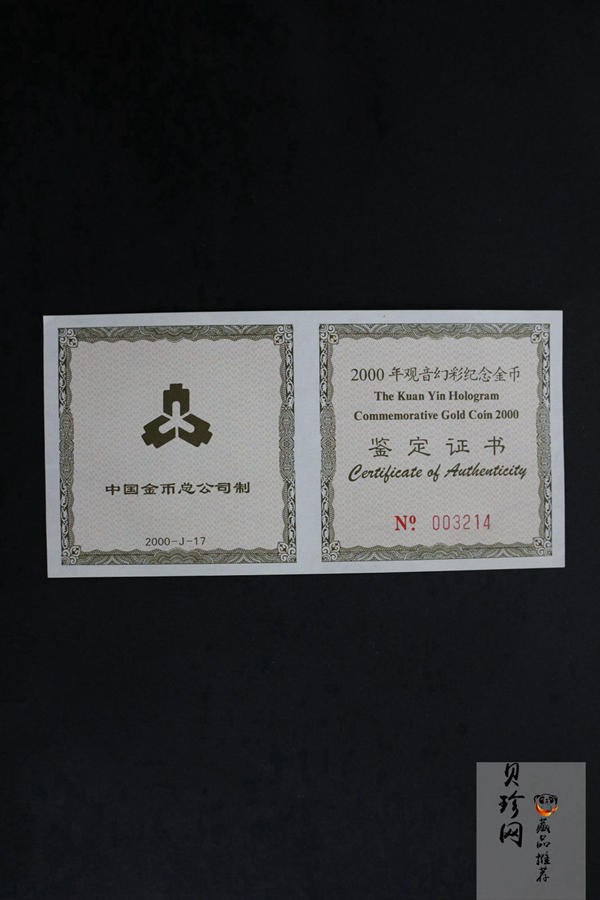 中国金币总公司制
2000-J-17
2000年观音幻彩纪念金币
The Kuan Yin Hologram
Commemorative Gold Coin 2000
鉴定证书
Certificate of Authenticity
Nº 003214
贝珍网
藏品推荐